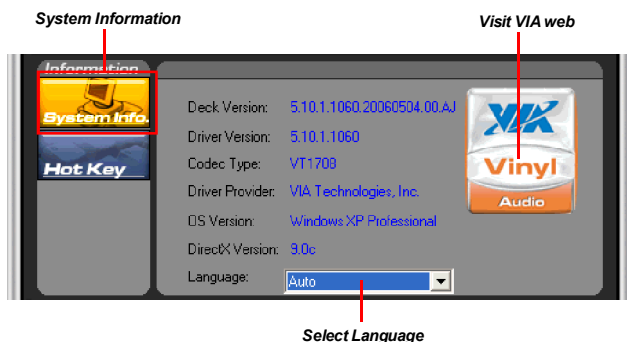 System Information
Visit VIA web
Information
System Info.
Hot Key
Deck Version: 5.10.1.1060.20060504.00.AJ
Driver Version: 5.10.1.1060
Codec Type: VT1708
Driver Provider: VIA Technologies, Inc.
OS Version: Windows XP Professional
DirectX Version: 9.0c
Language: Auto
VIA
Vinyl
Audio
Select Language